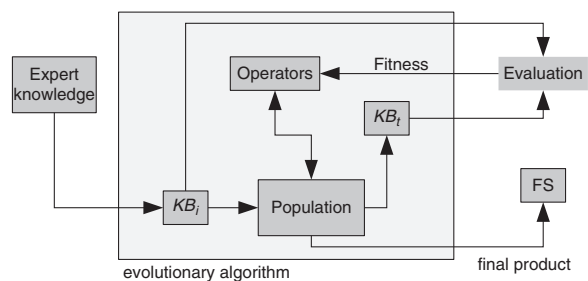 Expert
knowledge
Operators
Fitness
Evaluation
KBt
KBi
Population
FS
evolutionary algorithm
final product